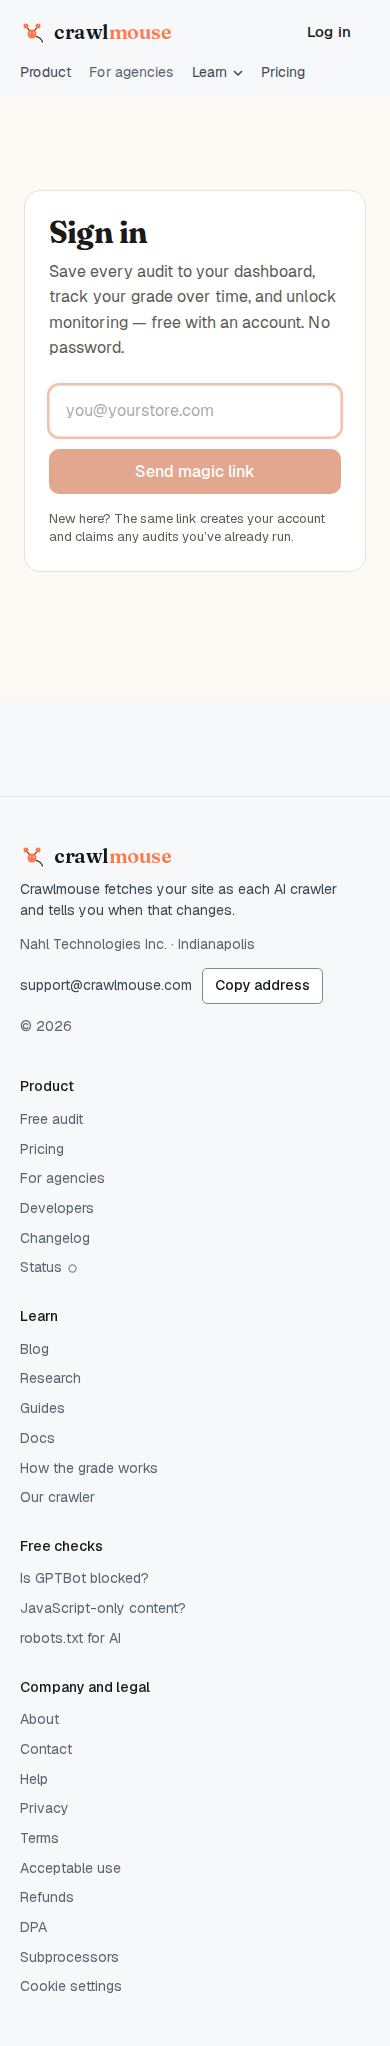 crawlmouse
Log in
Product For agencies Learn Pricing
Sign in
Save every audit to your dashboard,
track your grade over time, and unlock
monitoring — free with an account. No
password.
you@yourstore.com
Send magic link
New here? The same link creates your account
and claims any audits you’ve already run.
crawlmouse
Crawlmouse fetches your site as each AI crawler
and tells you when that changes.
Nahl Technologies Inc. · Indianapolis
support@crawlmouse.com Copy address
© 2026
Product
Free audit
Pricing
For agencies
Developers
Changelog
Status
Learn
Blog
Research
Guides
Docs
How the grade works
Our crawler
Free checks
Is GPTBot blocked?
JavaScript-only content?
robots.txt for AI
Company and legal
About
Contact
Help
Privacy
Terms
Acceptable use
Refunds
DPA
Subprocessors
Cookie settings